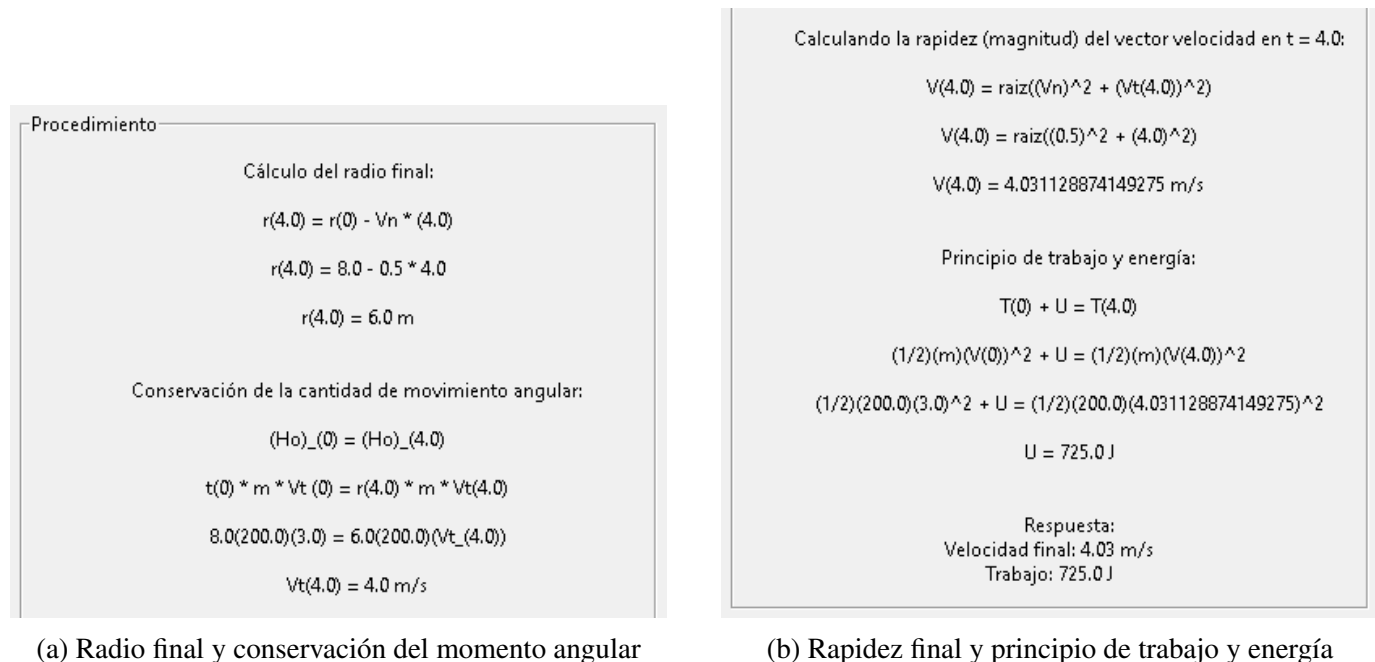 Procedimiento
Cálculo del radio final:
r(4.0) = r(0) - Vn * (4.0)
r(4.0) = 8.0 - 0.5 * 4.0
r(4.0) = 6.0 m
Conservación de la cantidad de movimiento angular:
(Ho)_(0) = (Ho)_(4.0)
t(0) * m * Vt (0) = r(4.0) * m * Vt(4.0)
8.0(200.0)(3.0) = 6.0(200.0)(Vt_(4.0))
Vt(4.0) = 4.0 m/s
(a) Radio final y conservación del momento angular
Calculando la rapidez (magnitud) del vector velocidad en t = 4.0:
V(4.0) = raiz((Vn)^2 + (Vt(4.0))^2)
V(4.0) = raiz((0.5)^2 + (4.0)^2)
V(4.0) = 4.031128874149275 m/s
Principio de trabajo y energía:
T(0) + U = T(4.0)
(1/2)(m)(V(0))^2 + U = (1/2)(m)(V(4.0))^2
(1/2)(200.0)(3.0)^2 + U = (1/2)(200.0)(4.031128874149275)^2
U = 725.0 J
Respuesta:
Velocidad final: 4.03 m/s
Trabajo: 725.0 J
(b) Rapidez final y principio de trabajo y energía